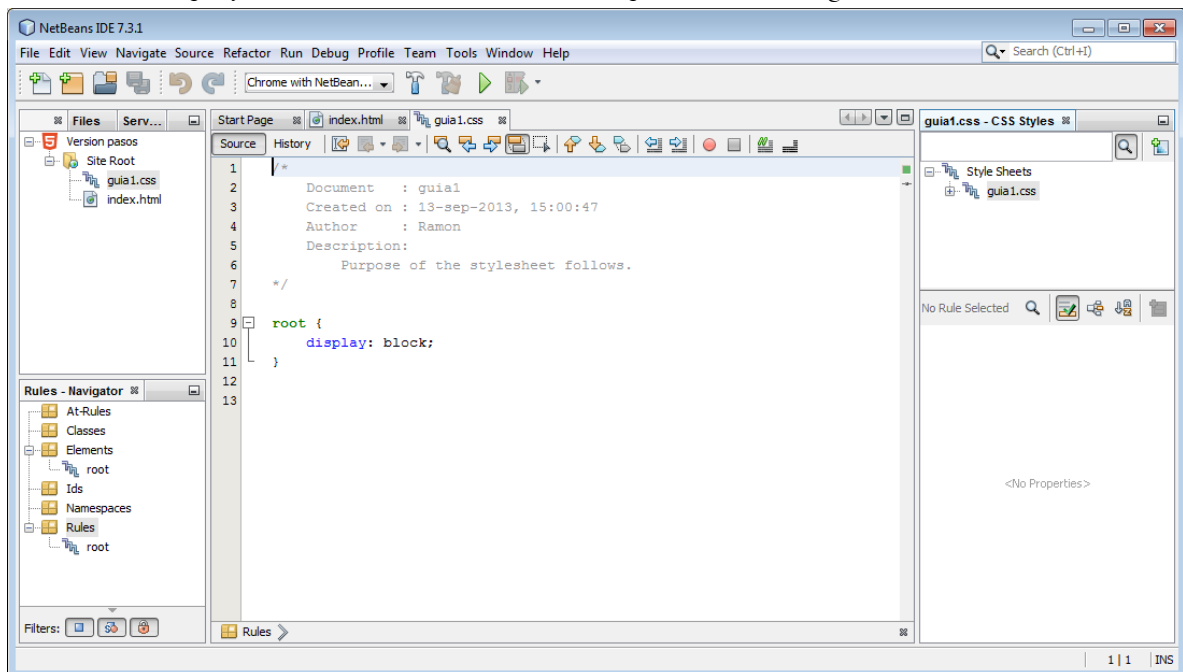 NetBeans IDE 7.3.1
File Edit View Navigate Source Refactor Run Debug Profile Team Tools Window Help
Search (Ctrl+I)
Chrome with NetBean...
Files Serv...
Version pasos
Site Root
guia1.css
index.html
Start Page index.html guia1.css
Source History
1 /*
2 Document : guia1
3 Created on : 13-sep-2013, 15:00:47
4 Author : Ramon
5 Description:
6 Purpose of the stylesheet follows.
7 */
8
9 root {
10 display: block;
11 }
12
13
Rules
Rules - Navigator
At-Rules
Classes
Elements
root
Ids
Namespaces
Rules
root
Filters:
guia1.css - CSS Styles
Style Sheets
guia1.css
No Rule Selected
<No Properties>
1 | 1 INS